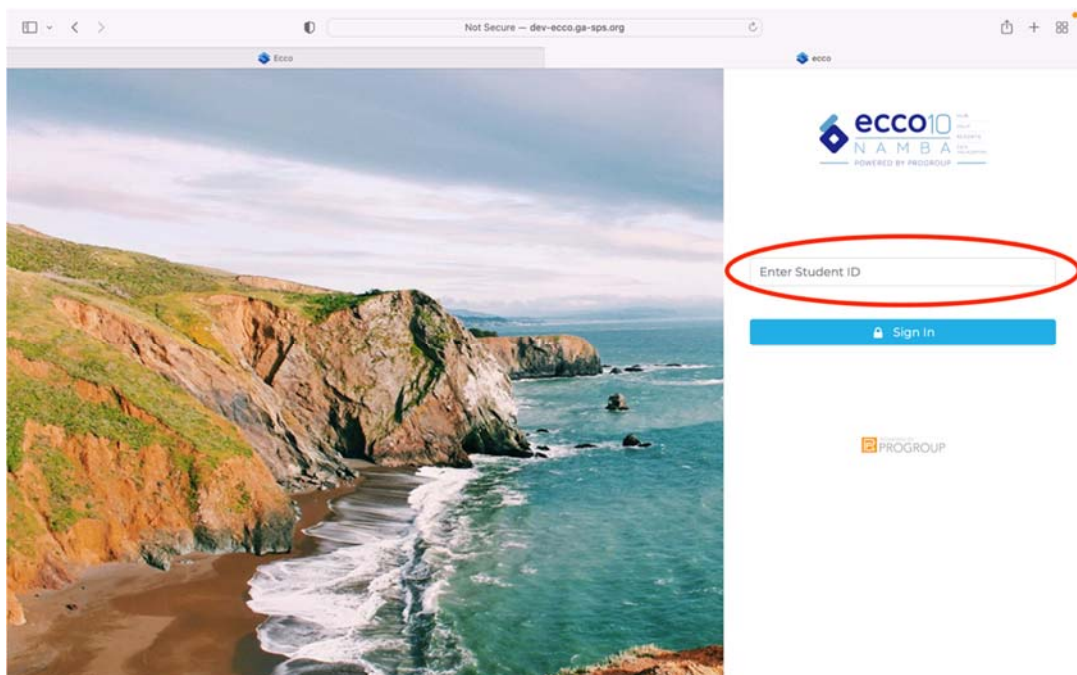 Not Secure — dev-ecco.ga-sps.org
Ecco
ecco
ecco10
NAMBA
POWERED BY PROGROUP
Enter Student ID
Sign In
PROGROUP